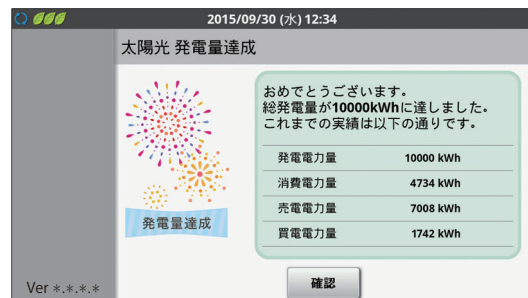 2015/09/30 (水) 12:34
太陽光 発電量達成
おめでとうございます。
総発電量が10000kWhに達しました。
これまでの実績は以下の通りです。
発電電力量 10000 kWh
消費電力量 4734 kWh
売電電力量 7008 kWh
買電電力量 1742 kWh
発電量達成
確認
Ver *.*.*.*